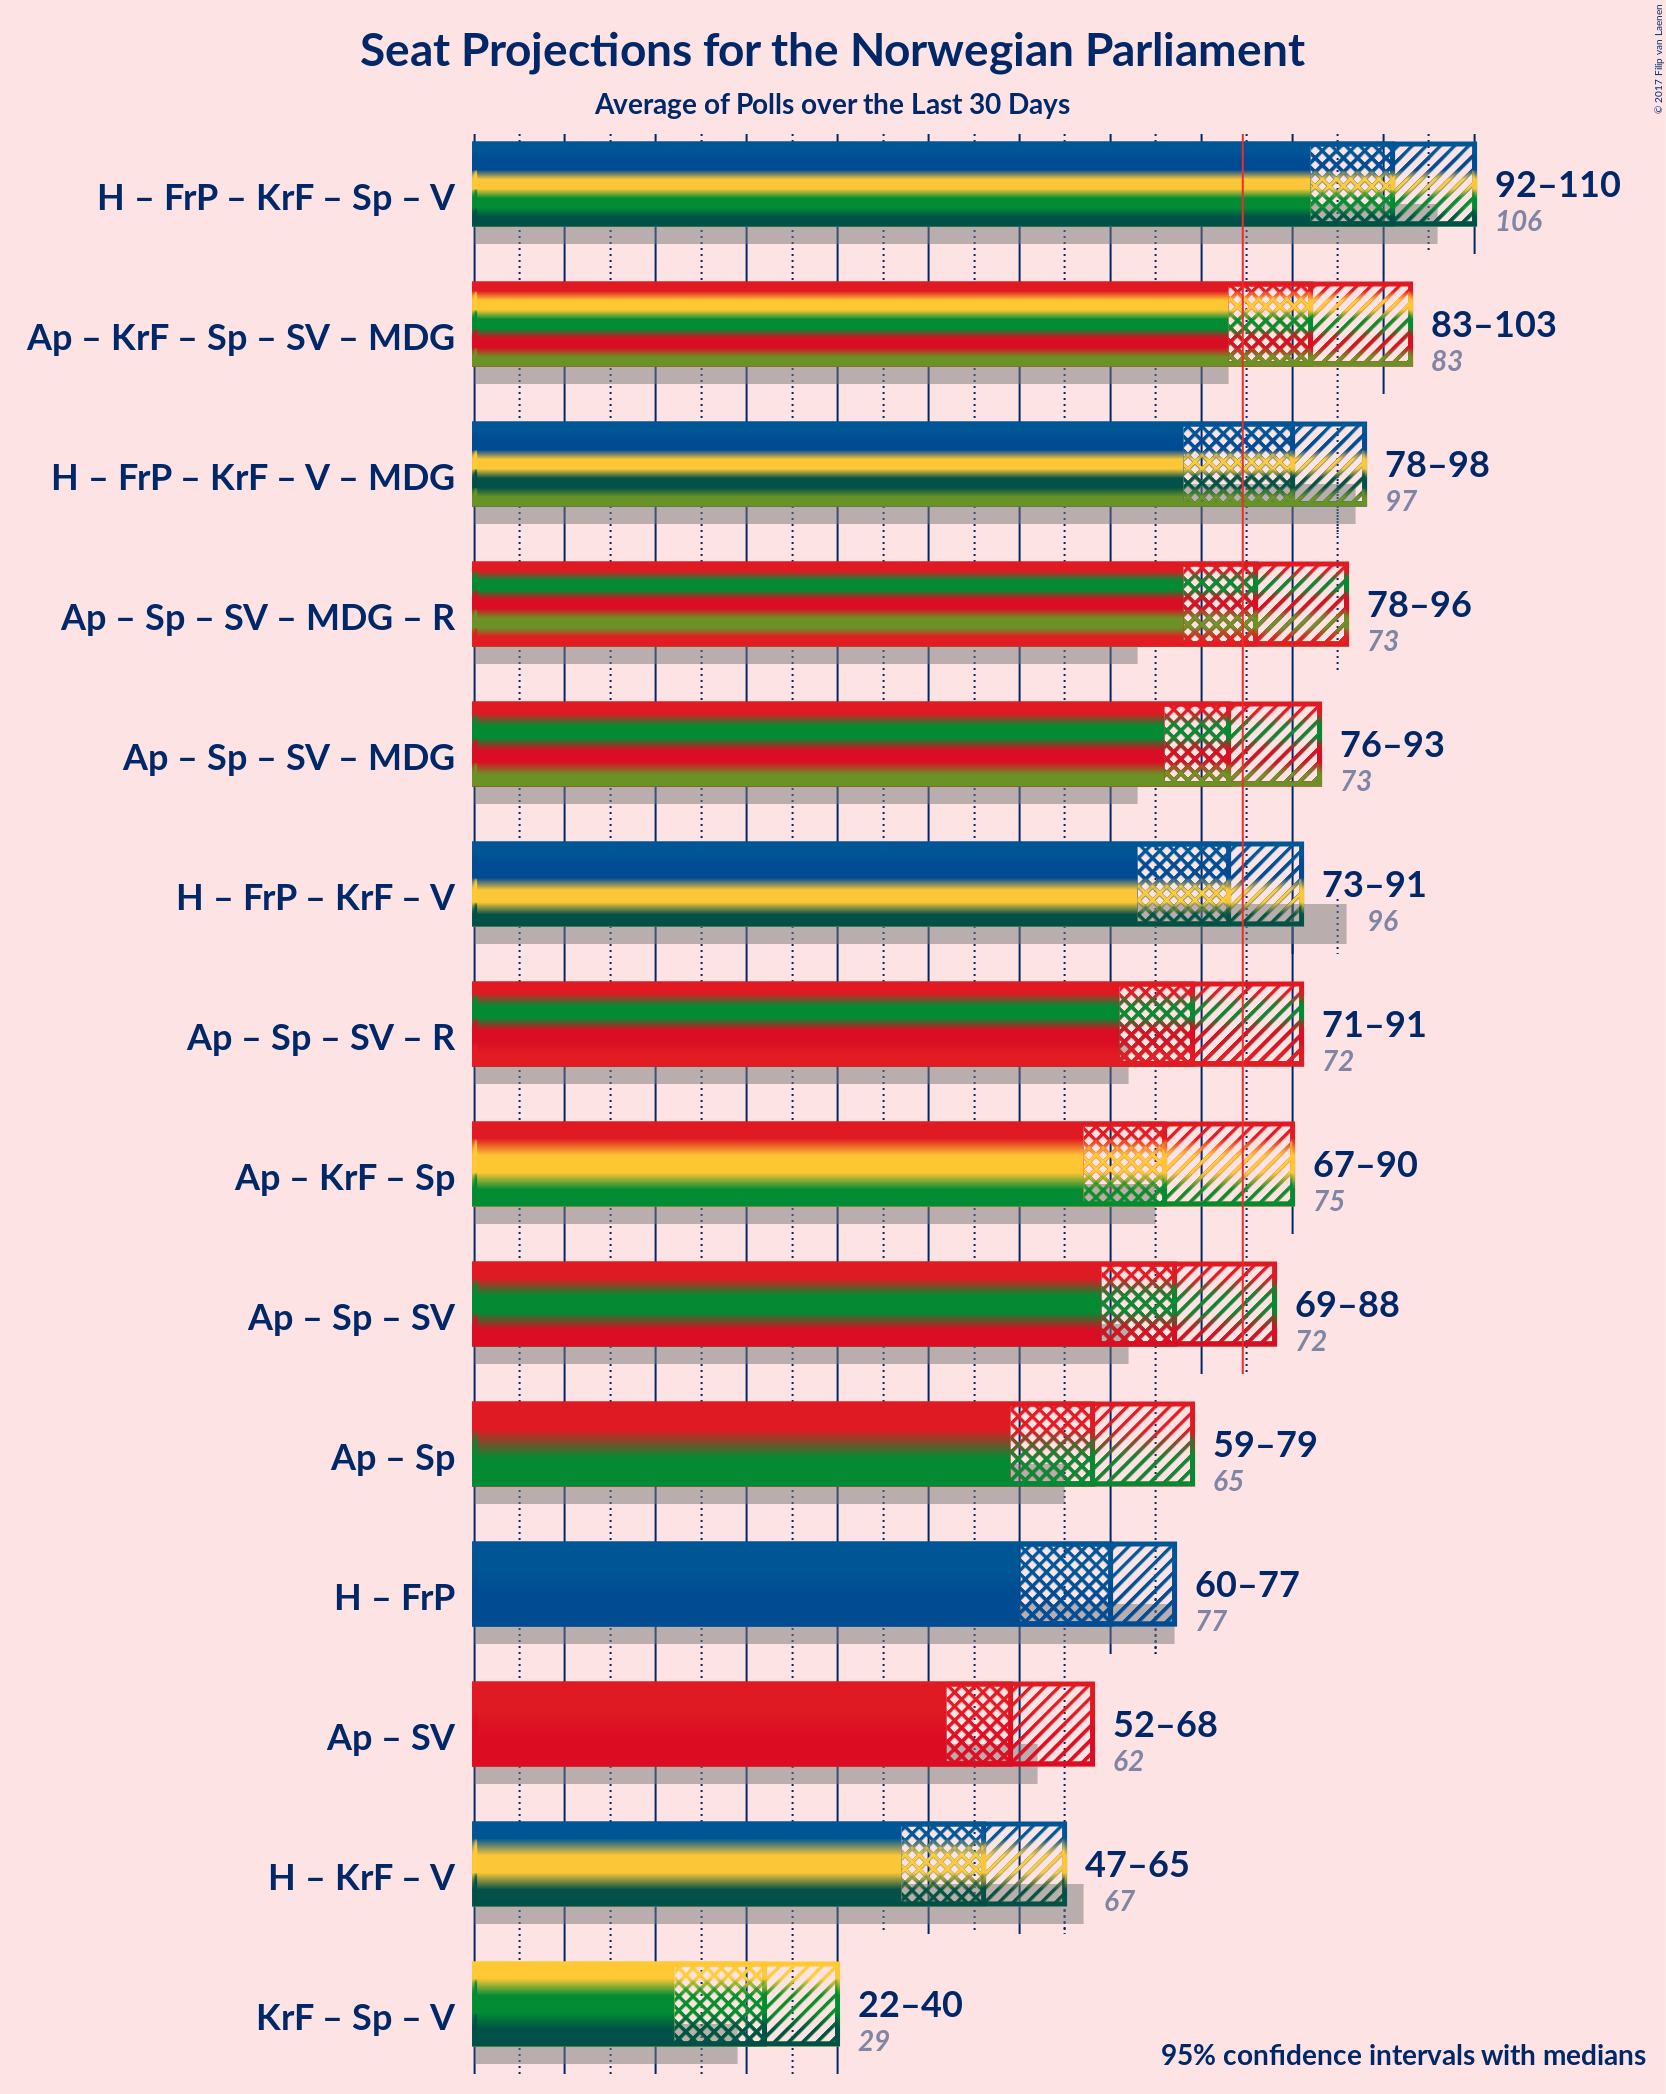 Seat Projections for the Norwegian Parliament
Average of Polls over the Last 30 Days
© 2017 Filip van Laenen
H – FrP – KrF – Sp – V
92–110
106
Ap – KrF – Sp – SV – MDG
83–103
83
H – FrP – KrF – V – MDG
78–98
97
Ap – Sp – SV – MDG – R
78–96
73
Ap – Sp – SV – MDG
76–93
73
H – FrP – KrF – V
73–91
96
Ap – Sp – SV – R
71–91
72
Ap – KrF – Sp
67–90
75
Ap – Sp – SV
69–88
72
Ap – Sp
59–79
65
H – FrP
60–77
77
Ap – SV
52–68
62
H – KrF – V
47–65
67
KrF – Sp – V
22–40
29
95% confidence intervals with medians